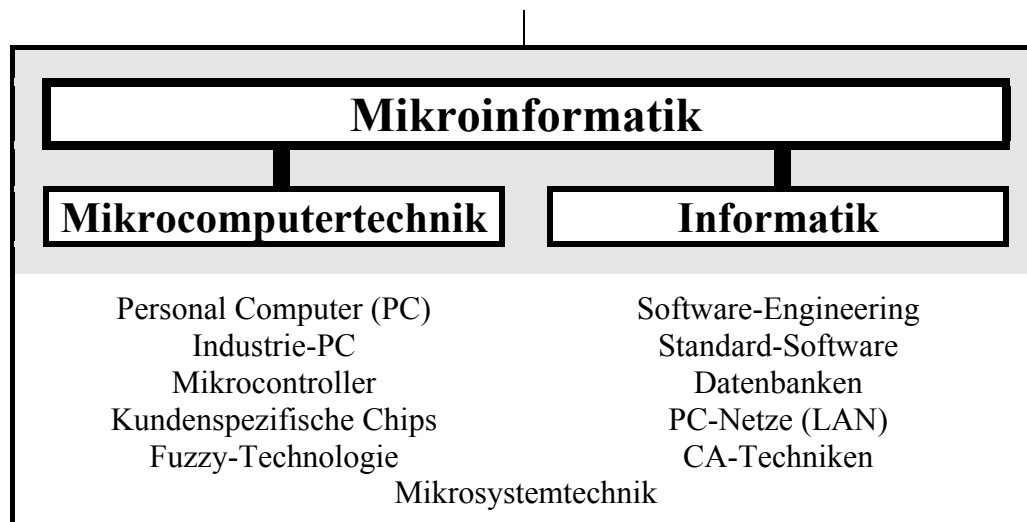 Mikroinformatik
Mikrocomputertechnik
Informatik
Personal Computer (PC)
Industrie-PC
Mikrocontroller
Kundenspezifische Chips
Fuzzy-Technologie
Software-Engineering
Standard-Software
Datenbanken
PC-Netze (LAN)
CA-Techniken
Mikrosystemtechnik